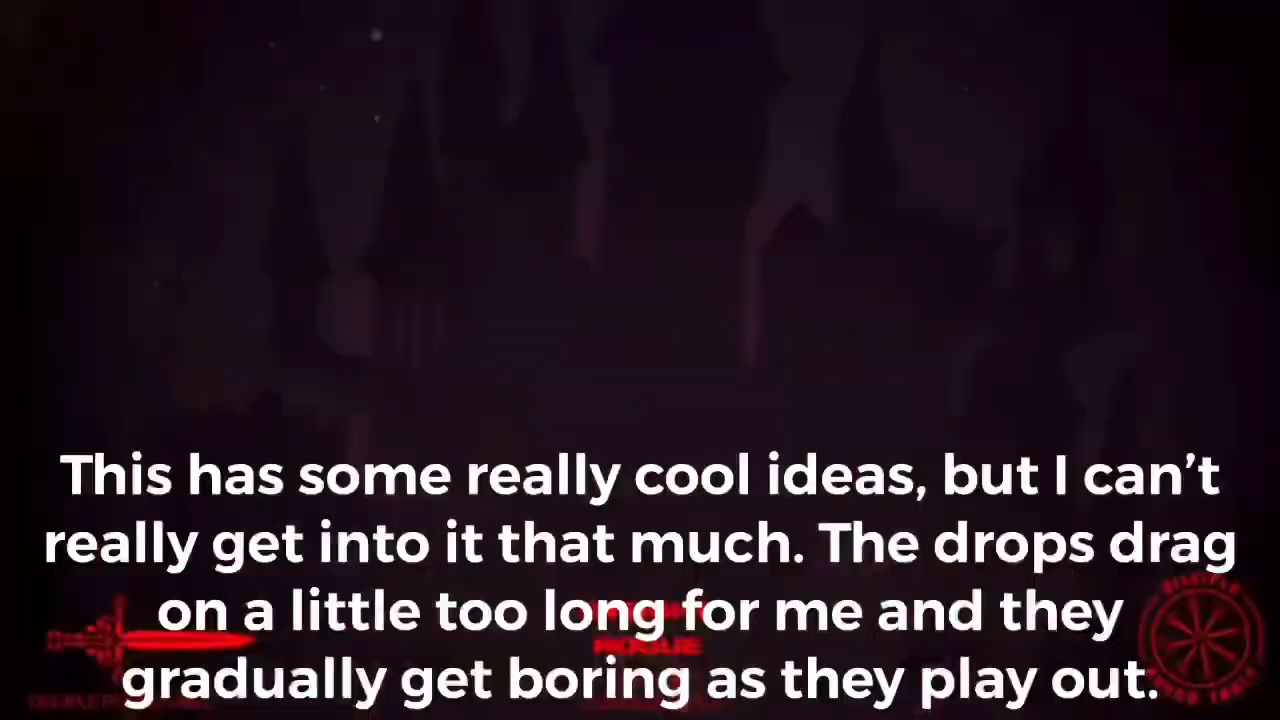 This has some really cool ideas, but I can’t
really get into it that much. The drops drag
on a little too long for me and they
ROGUE
gradually get boring as they play out.